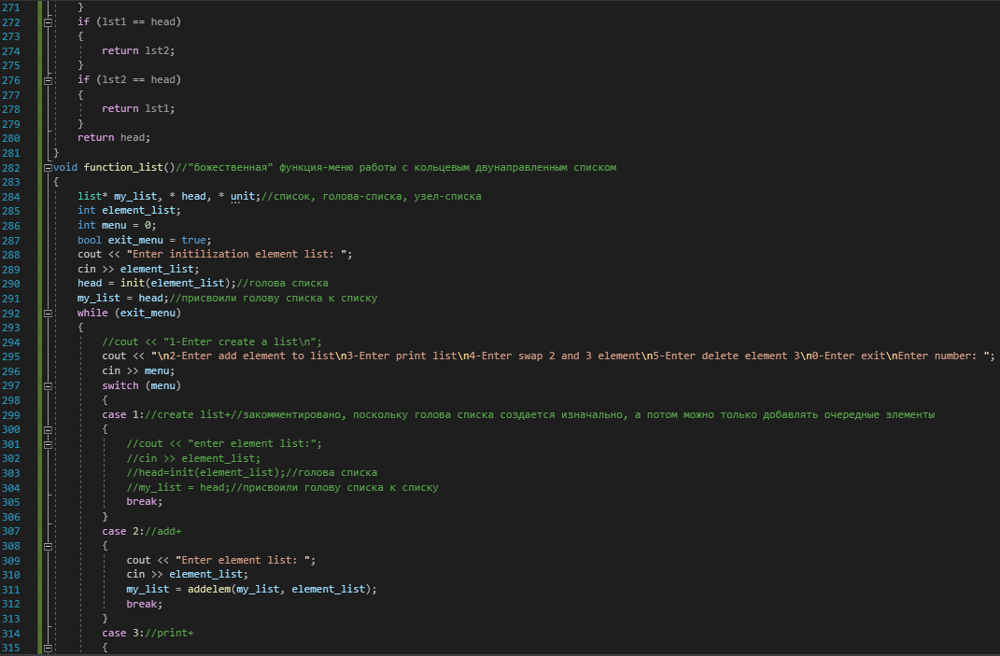 271 }
272 if (lst1 == head)
273 {
274 return lst2;
275 }
276 if (lst2 == head)
277 {
278 return lst1;
279 }
280 return head;
281 }
282 void function_list()//"божественная" функция-меню работы с кольцевым двунаправленным списком
283 {
284 list* my_list, * head, * unit;//список, голова-списка, узел-списка
285 int element_list;
286 int menu = 0;
287 bool exit_menu = true;
288 cout << "Enter initilization element list: ";
289 cin >> element_list;
290 head = init(element_list);//голова списка
291 my_list = head;//присвоили голову списка к списку
292 while (exit_menu)
293 {
294 //cout << "1-Enter create a list\n";
295 cout << "\n2-Enter add element to list\n3-Enter print list\n4-Enter swap 2 and 3 element\n5-Enter delete element 3\n0-Enter exit\nEnter number: ";
296 cin >> menu;
297 switch (menu)
298 {
299 case 1://create list+//закомментировано, поскольку голова списка создается изначально, а потом можно только добавлять очередные элементы
300 {
301 //cout << "enter element list:";
302 //cin >> element_list;
303 //head=init(element_list);//голова списка
304 //my_list = head;//присвоили голову списка к списку
305 break;
306 }
307 case 2://add+
308 {
309 cout << "Enter element list: ";
310 cin >> element_list;
311 my_list = addelem(my_list, element_list);
312 break;
313 }
314 case 3://print+
315 {